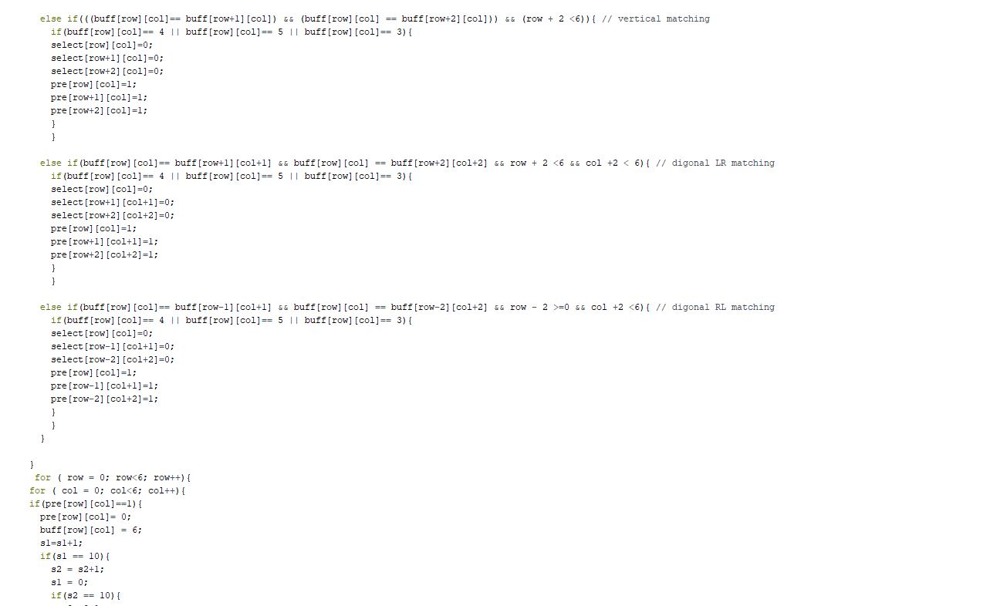 else if(((buff[row][col]== buff[row+1][col]) && (buff[row][col] == buff[row+2][col])) && (row + 2 <6)){ // vertical matching
if(buff[row][col]== 4 || buff[row][col]== 5 || buff[row][col]== 3){
select[row][col]=0;
select[row+1][col]=0;
select[row+2][col]=0;
pre[row][col]=1;
pre[row+1][col]=1;
pre[row+2][col]=1;
}
}
else if(buff[row][col]== buff[row+1][col+1] && buff[row][col] == buff[row+2][col+2] && row + 2 <6 && col +2 < 6){ // digonal LR matching
if(buff[row][col]== 4 || buff[row][col]== 5 || buff[row][col]== 3){
select[row][col]=0;
select[row+1][col+1]=0;
select[row+2][col+2]=0;
pre[row][col]=1;
pre[row+1][col+1]=1;
pre[row+2][col+2]=1;
}
}
else if(buff[row][col]== buff[row-1][col+1] && buff[row][col] == buff[row-2][col+2] && row - 2 >=0 && col +2 <6){ // digonal RL matching
if(buff[row][col]== 4 || buff[row][col]== 5 || buff[row][col]== 3){
select[row][col]=0;
select[row-1][col+1]=0;
select[row-2][col+2]=0;
pre[row][col]=1;
pre[row-1][col+1]=1;
pre[row-2][col+2]=1;
}
}
}
}
for ( row = 0; row<6; row++){
for ( col = 0; col<6; col++){
if(pre[row][col]==1){
pre[row][col]= 0;
buff[row][col] = 6;
s1=s1+1;
if(s1 == 10){
s2 = s2+1;
s1 = 0;
if(s2 == 10){